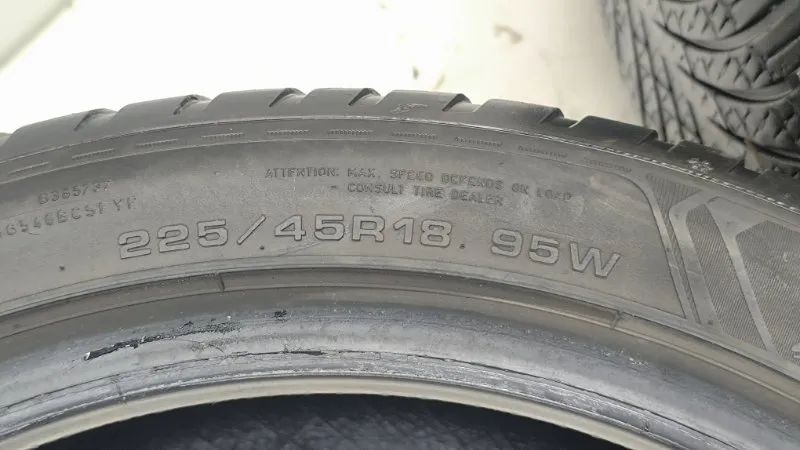 ATTENTION: MAX. SPEED DEPENDS ON LOAD
- CONSULT TIRE DEALER
225/45R18 95W